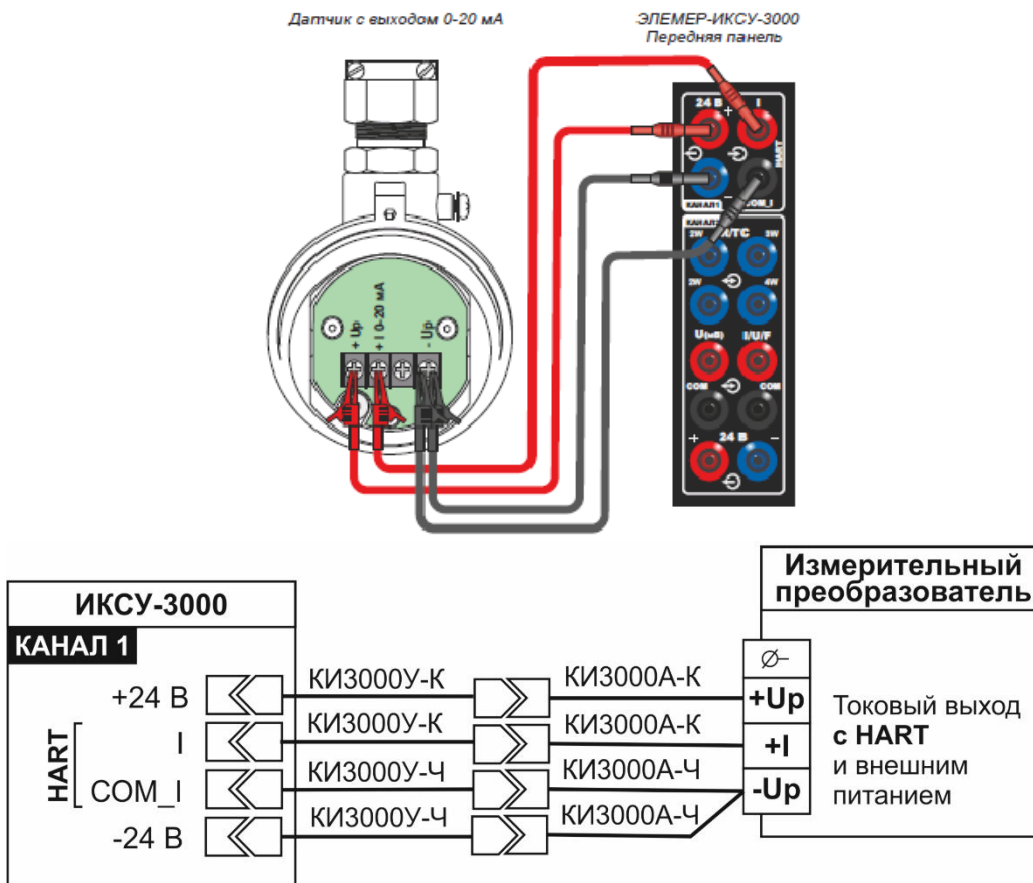 Датчик с выходом 0-20 мА
ЭЛЕМЕР-ИКСУ-3000
Передняя панель
24 В
+
I
HART
КАНАЛ1
−
COM_I
КАНАЛ2
2W
/TC
3W
2W
4W
U(мВ)
I/U/F
COM
COM
+
24 В
−
+ Up
+ I 0-20 мА
- Up
ИКСУ-3000
КАНАЛ 1
+24 В
HART
I
COM_I
-24 В
КИ3000У-К
КИ3000А-К
КИ3000У-К
КИ3000А-К
КИ3000У-Ч
КИ3000А-Ч
КИ3000У-Ч
КИ3000А-Ч
Измерительный
преобразователь
+Up
+I
-Up
Токовый выход
с HART
и внешним
питанием